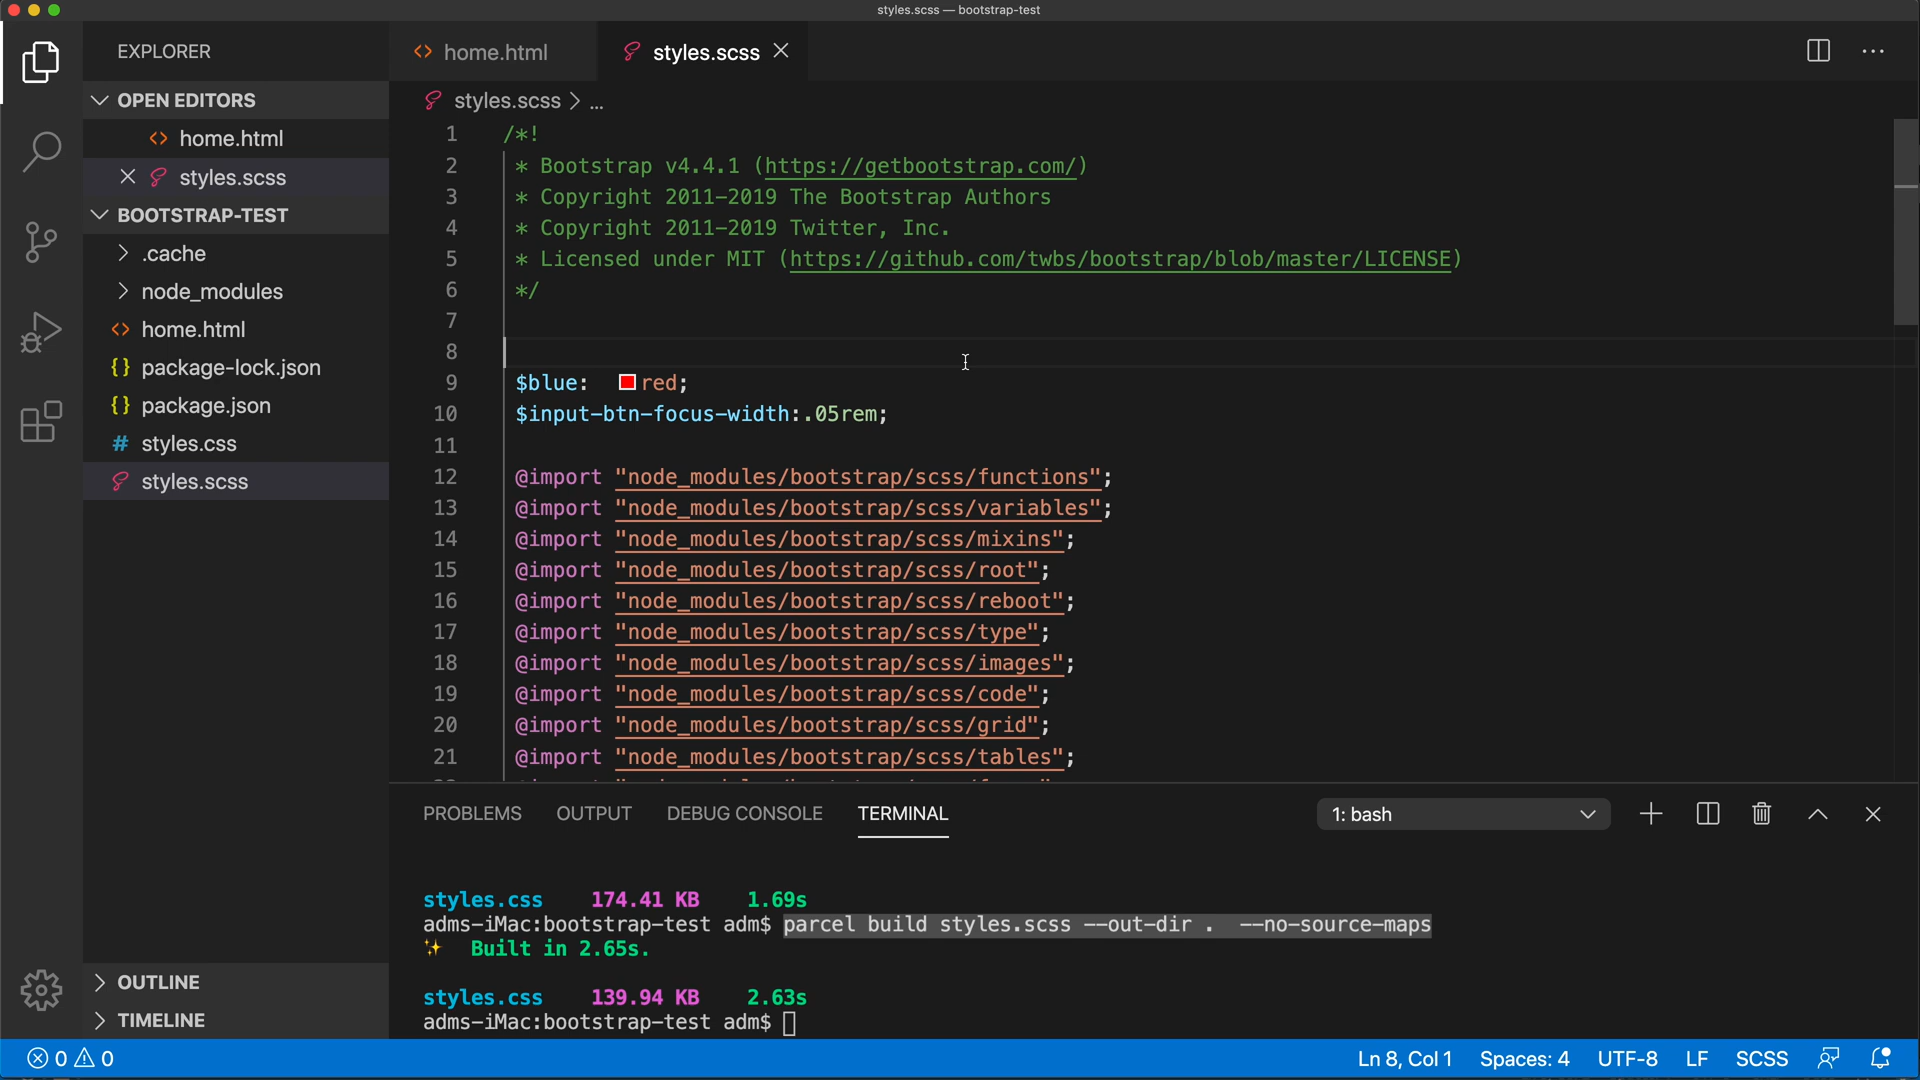 styles.scss — bootstrap-test
EXPLORER
home.html
styles.scss
OPEN EDITORS
home.html
styles.scss
BOOTSTRAP-TEST
.cache
node_modules
home.html
package-lock.json
package.json
styles.css
styles.scss
OUTLINE
TIMELINE
styles.scss > ...
1 /*!
2 * Bootstrap v4.4.1 (https://getbootstrap.com/)
3 * Copyright 2011–2019 The Bootstrap Authors
4 * Copyright 2011–2019 Twitter, Inc.
5 * Licensed under MIT (https://github.com/twbs/bootstrap/blob/master/LICENSE)
6 */
7
8
9 $blue: red;
10 $input-btn-focus-width:.05rem;
11
12 @import "node_modules/bootstrap/scss/functions";
13 @import "node_modules/bootstrap/scss/variables";
14 @import "node_modules/bootstrap/scss/mixins";
15 @import "node_modules/bootstrap/scss/root";
16 @import "node_modules/bootstrap/scss/reboot";
17 @import "node_modules/bootstrap/scss/type";
18 @import "node_modules/bootstrap/scss/images";
19 @import "node_modules/bootstrap/scss/code";
20 @import "node_modules/bootstrap/scss/grid";
21 @import "node_modules/bootstrap/scss/tables";
PROBLEMS OUTPUT DEBUG CONSOLE TERMINAL
1: bash
styles.css 174.41 KB 1.69s
adms-iMac:bootstrap-test adm$ parcel build styles.scss --out-dir . --no-source-maps
✨ Built in 2.65s.
styles.css 139.94 KB 2.63s
adms-iMac:bootstrap-test adm$
0 0
Ln 8, Col 1 Spaces: 4 UTF-8 LF SCSS